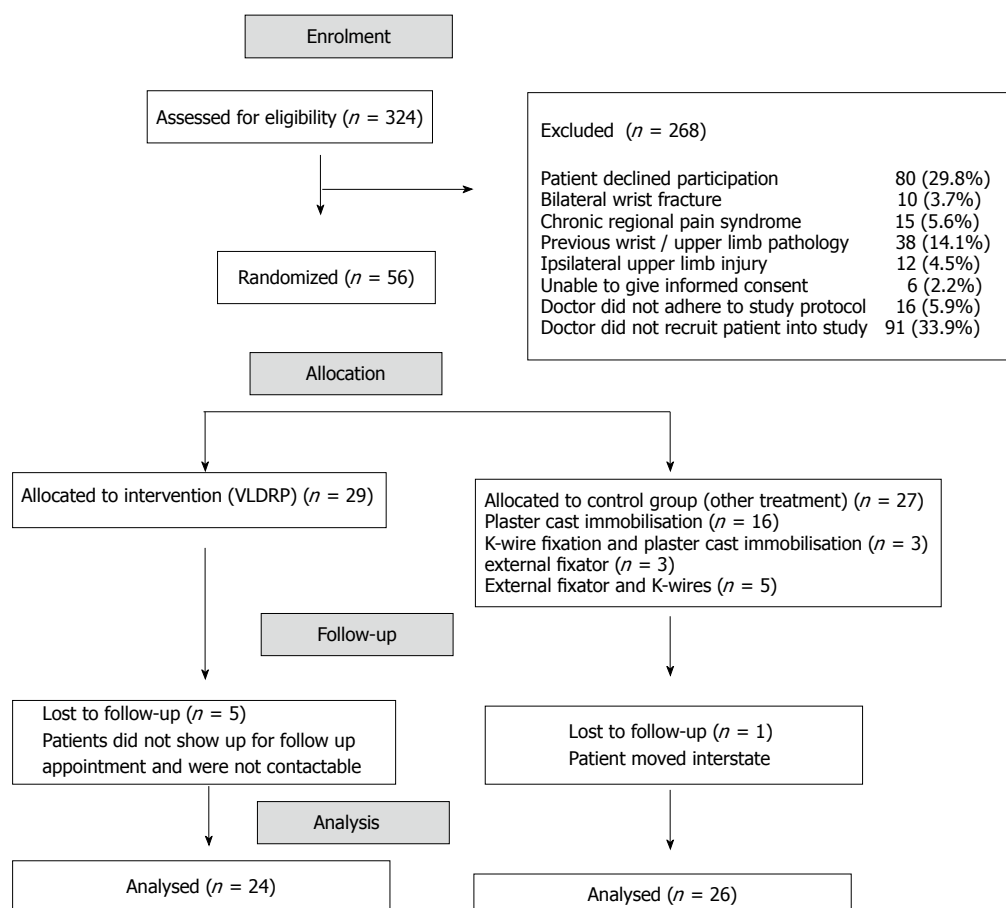 Enrolment
Assessed for eligibility (n = 324)
Excluded (n = 268)
Patient declined participation 80 (29.8%)
Bilateral wrist fracture 10 (3.7%)
Chronic regional pain syndrome 15 (5.6%)
Previous wrist / upper limb pathology 38 (14.1%)
Ipsilateral upper limb injury 12 (4.5%)
Unable to give informed consent 6 (2.2%)
Doctor did not adhere to study protocol 16 (5.9%)
Doctor did not recruit patient into study 91 (33.9%)
Randomized (n = 56)
Allocation
Allocated to intervention (VLDRP) (n = 29)
Allocated to control group (other treatment) (n = 27)
Plaster cast immobilisation (n = 16)
K-wire fixation and plaster cast immobilisation (n = 3)
external fixator (n = 3)
External fixator and K-wires (n = 5)
Follow-up
Lost to follow-up (n = 5)
Patients did not show up for follow up
appointment and were not contactable
Lost to follow-up (n = 1)
Patient moved interstate
Analysis
Analysed (n = 24)
Analysed (n = 26)